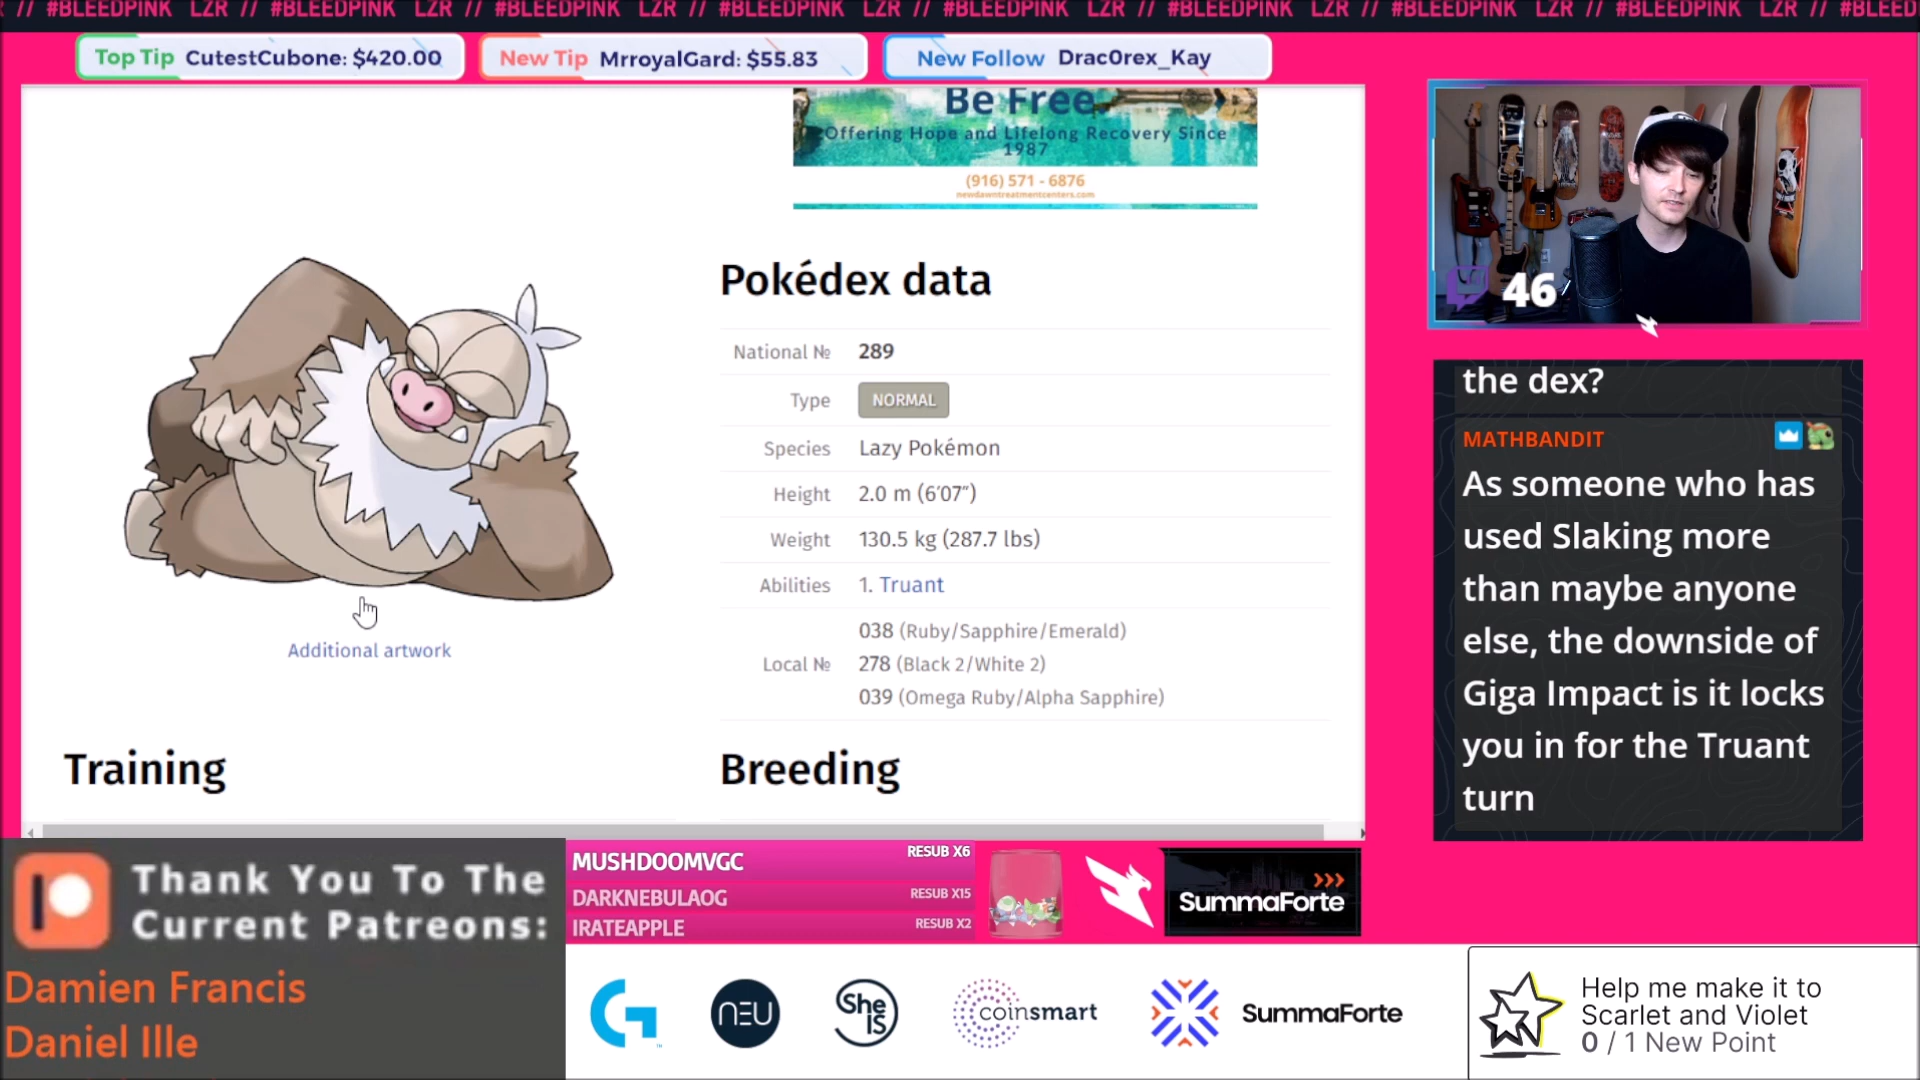 // #BLEEDPINK LZR // #BLEEDPINK LZR // #BLEEDPINK LZR // #BLEEDPINK LZR // #BLEEDPINK LZR // #BLEEDPINK LZR // #BLEEDPINK LZR // #BLEEDPINK LZR // #BLEED
Top Tip CutestCubone: $420.00
New Tip MrroyalGard: $55.83
New Follow Drac0rex_Kay
Be Free
Offering Hope and Lifelong Recovery Since
1987
(916) 571 - 6876
newdawntreatmentcenters.com
Pokédex data
National № 289
Type NORMAL
Species Lazy Pokémon
Height 2.0 m (6′07″)
Weight 130.5 kg (287.7 lbs)
Abilities 1. Truant
038 (Ruby/Sapphire/Emerald)
Local № 278 (Black 2/White 2)
039 (Omega Ruby/Alpha Sapphire)
Additional artwork
Training
Breeding
46
the dex?
MATHBANDIT
As someone who has
used Slaking more
than maybe anyone
else, the downside of
Giga Impact is it locks
you in for the Truant
turn
Thank You To The
Current Patreons:
Damien Francis
Daniel Ille
MUSHDOOMVGC RESUB X6
DARKNEBULAOG RESUB X15
IRATEAPPLE RESUB X2
SummaForte
G
NEU
She
IS
coinsmart
SummaForte
Help me make it to
Scarlet and Violet
0 / 1 New Point